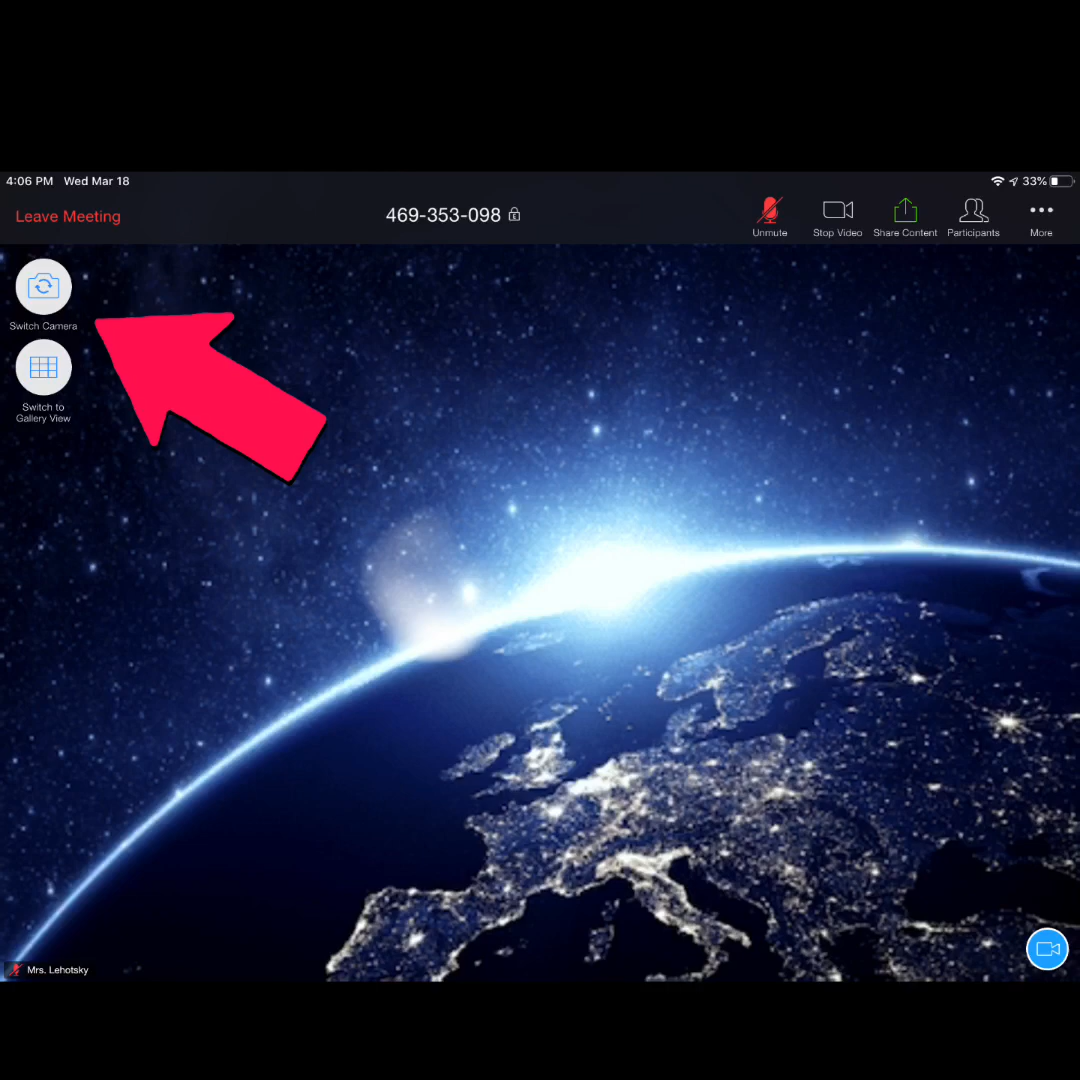 4:06 PM Wed Mar 18
33%
Leave Meeting
469-353-098
Unmute
Stop Video
Share Content
Participants
More
Switch Camera
Switch to
Gallery View
Mrs. Lehotsky